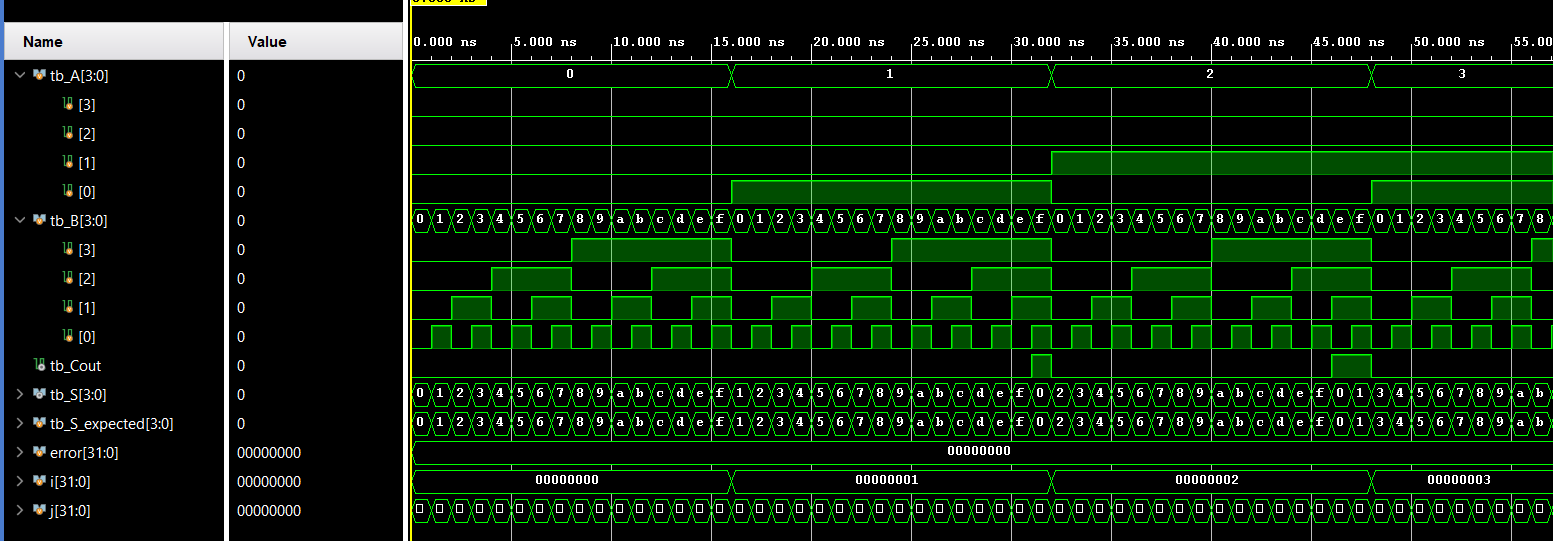 Name Value
0.000 ns 5.000 ns 10.000 ns 15.000 ns 20.000 ns 25.000 ns 30.000 ns 35.000 ns 40.000 ns 45.000 ns 50.000 ns 55.00
tb_A[3:0] 0 0 1 2 3
[3] 0
[2] 0
[1] 0
[0] 0
tb_B[3:0] 0 0 1 2 3 4 5 6 7 8 9 a b c d e f 0 1 2 3 4 5 6 7 8 9 a b c d e f 0 1 2 3 4 5 6 7 8 9 a b c d e f 0 1 2 3 4 5 6 7 8
[3] 0
[2] 0
[1] 0
[0] 0
tb_Cout 0
tb_S[3:0] 0 0 1 2 3 4 5 6 7 8 9 a b c d e f 1 2 3 4 5 6 7 8 9 a b c d e f 0 2 3 4 5 6 7 8 9 a b c d e f 0 1 3 4 5 6 7 8 9 a b
tb_S_expected[3:0] 0 0 1 2 3 4 5 6 7 8 9 a b c d e f 1 2 3 4 5 6 7 8 9 a b c d e f 0 2 3 4 5 6 7 8 9 a b c d e f 0 1 3 4 5 6 7 8 9 a b
error[31:0] 00000000 00000000
i[31:0] 00000000 00000000 00000001 00000002 00000003
j[31:0] 00000000